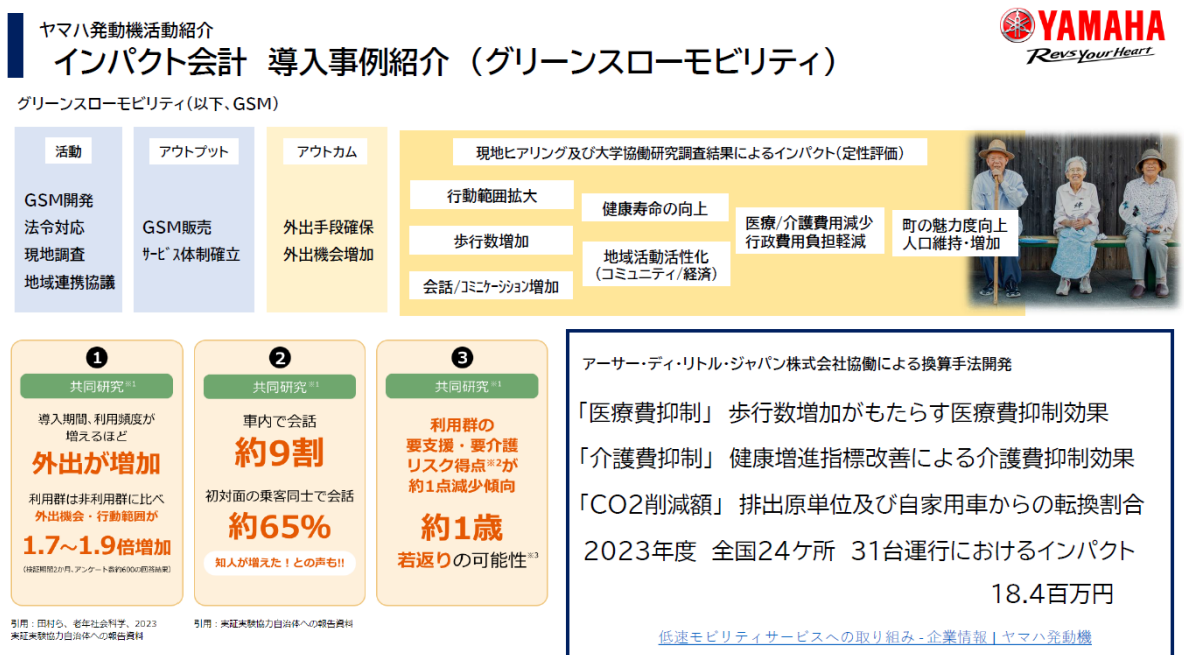 ヤマハ発動機活動紹介
インパクト会計 導入事例紹介 (グリーンスローモビリティ)
YAMAHA
Revs Your Heart
グリーンスローモビリティ(以下、GSM)
活動
GSM開発
法令対応
現地調査
地域連携協議
アウトプット
GSM販売
サービス体制確立
アウトカム
外出手段確保
外出機会増加
現地ヒアリング及び大学協働研究調査結果によるインパクト(定性評価)
行動範囲拡大
歩行数増加
会話/コミニケーション増加
健康寿命の向上
地域活動活性化
(コミュニティ/経済)
医療/介護費用減少
行政費用負担軽減
町の魅力度向上
人口維持・増加
❶
共同研究※1
導入期間、利用頻度が
増えるほど
外出が増加
利用群は非利用群に比べ
外出機会・行動範囲が
1.7~1.9倍増加
(検証期間2か月、アンケート数約600の回答結果)
引用:田村ら、老年社会科学、2023
実証実験協力自治体への報告資料
❷
共同研究※1
車内で会話
約9割
初対面の乗客同士で会話
約65%
知人が増えた!との声も!!
引用:実証実験協力自治体への報告資料
❸
共同研究※1
利用群の
要支援・要介護
リスク得点※2が
約1点減少傾向
約1歳
若返りの可能性※3
アーサー・ディ・リトル・ジャパン株式会社協働による換算手法開発
「医療費抑制」 歩行数増加がもたらす医療費抑制効果
「介護費抑制」 健康増進指標改善による介護費抑制効果
「CO2削減額」 排出原単位及び自家用車からの転換割合
2023年度 全国24ケ所 31台運行におけるインパクト
18.4百万円
低速モビリティサービスへの取り組み - 企業情報 | ヤマハ発動機